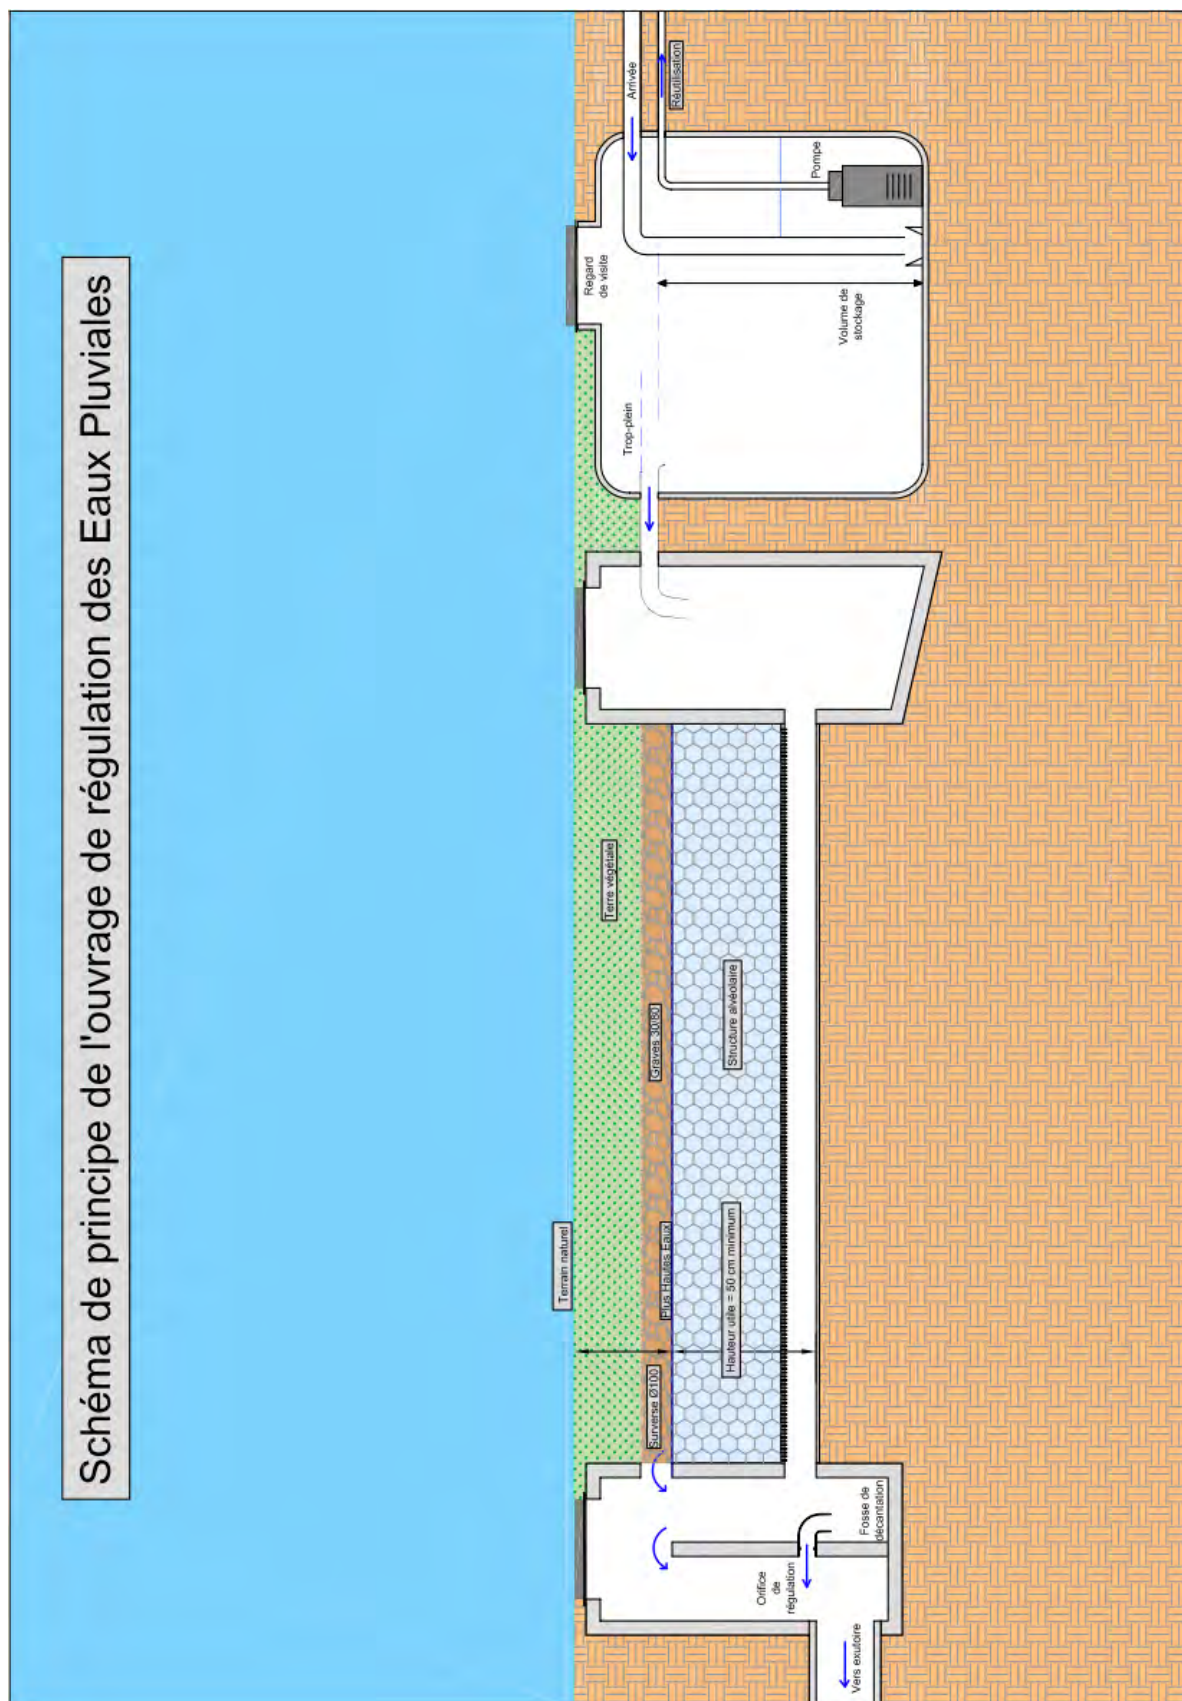 Schéma de principe de l'ouvrage de régulation des Eaux Pluviales
Terrain naturel
Terre végétale
Surverse Ø100
Plus Hautes Eaux
Graves 30/60
Hauteur utile = 50 cm minimum
Structure alvéolaire
Vers exutoire
Orifice
de
régulation
Fosse de
décantation
Trop-plein
Regard
de visite
Arrivée
Réutilisation
Volume de
stockage
Pompe